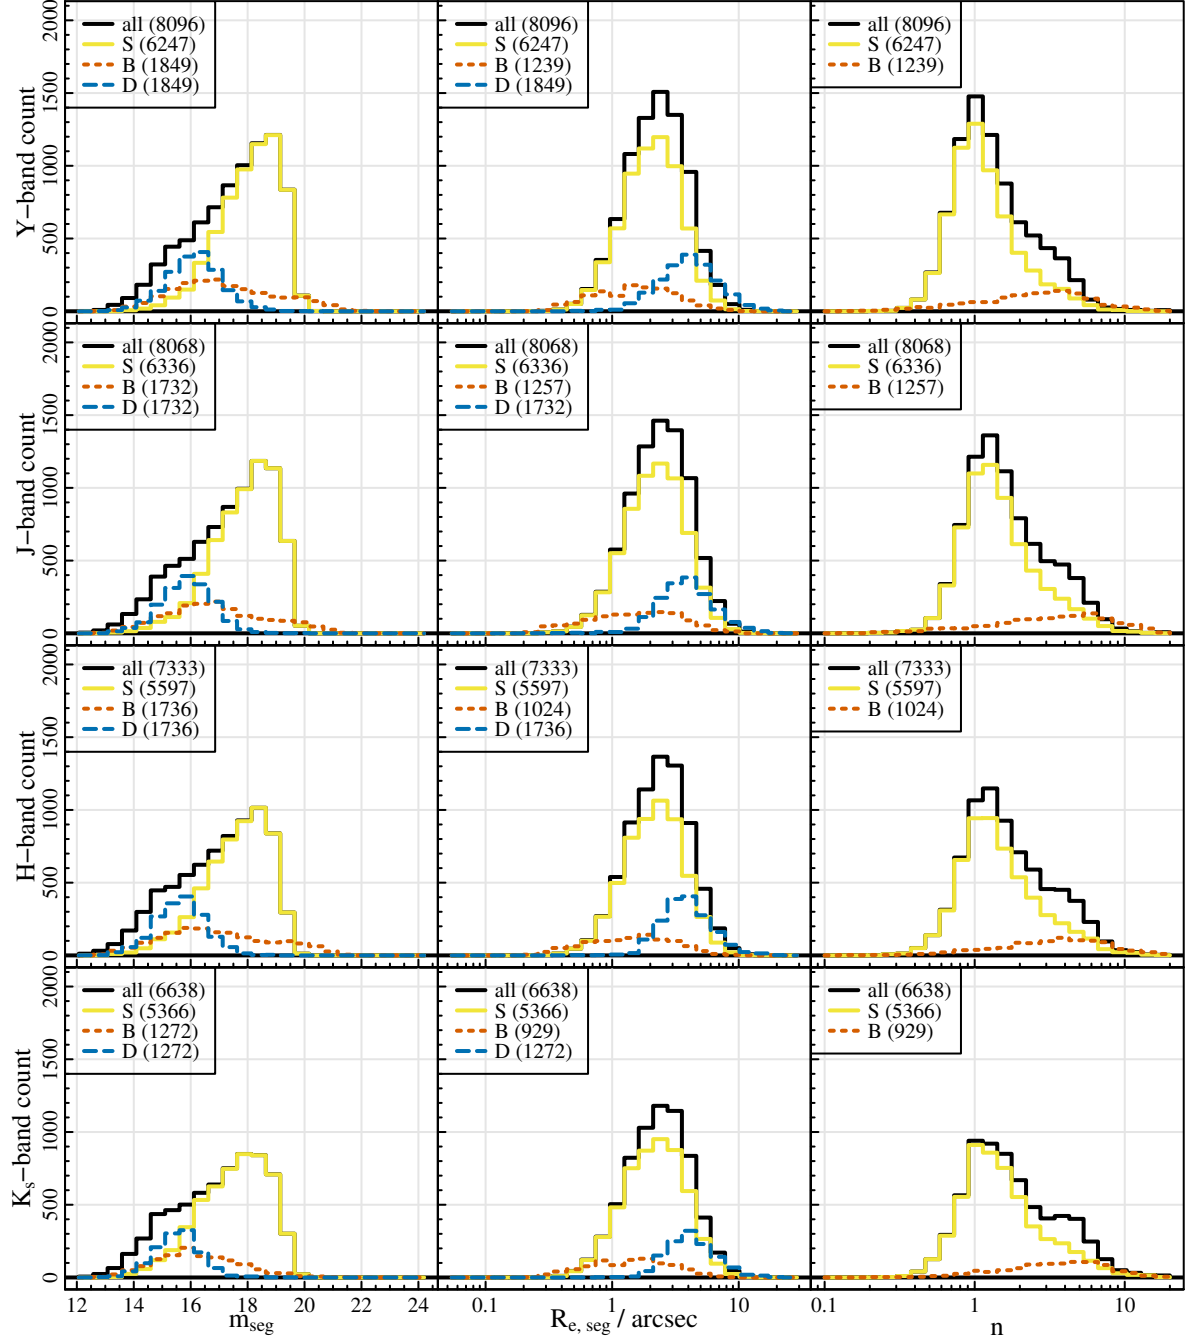 Y−band count
0 500 1000 1500 2000
all (8096)
S (6247)
B (1849)
D (1849)
all (8096)
S (6247)
B (1239)
D (1849)
all (8096)
S (6247)
B (1239)
J−band count
0 500 1000 1500 2000
all (8068)
S (6336)
B (1732)
D (1732)
all (8068)
S (6336)
B (1257)
D (1732)
all (8068)
S (6336)
B (1257)
H−band count
0 500 1000 1500 2000
all (7333)
S (5597)
B (1736)
D (1736)
all (7333)
S (5597)
B (1024)
D (1736)
all (7333)
S (5597)
B (1024)
Ks−band count
0 500 1000 1500 2000
all (6638)
S (5366)
B (1272)
D (1272)
all (6638)
S (5366)
B (929)
D (1272)
all (6638)
S (5366)
B (929)
12 14 16 18 20 22 24
mseg
0.1 1 10
Re, seg / arcsec
0.1 1 10
n